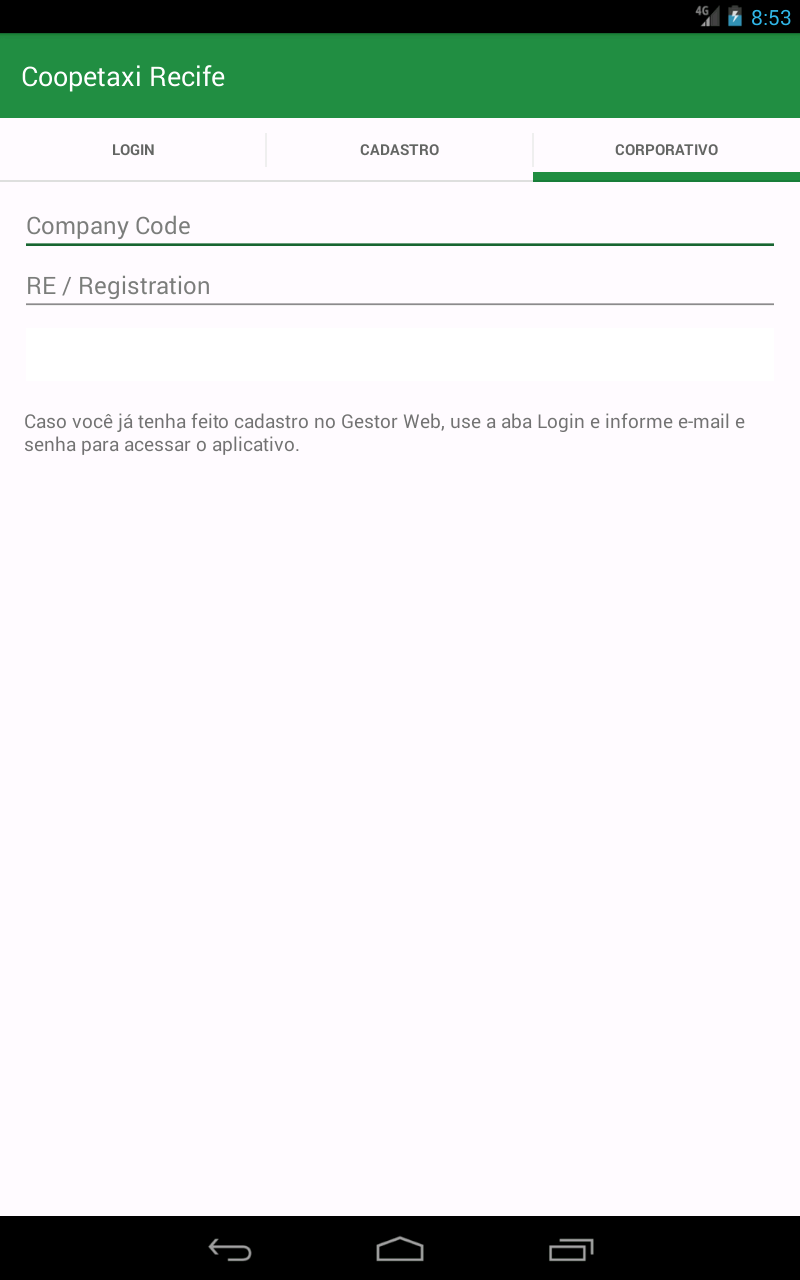 4G 8:53
Coopetaxi Recife
LOGIN
CADASTRO
CORPORATIVO
Company Code
RE / Registration
Caso você já tenha feito cadastro no Gestor Web, use a aba Login e informe e-mail e
senha para acessar o aplicativo.